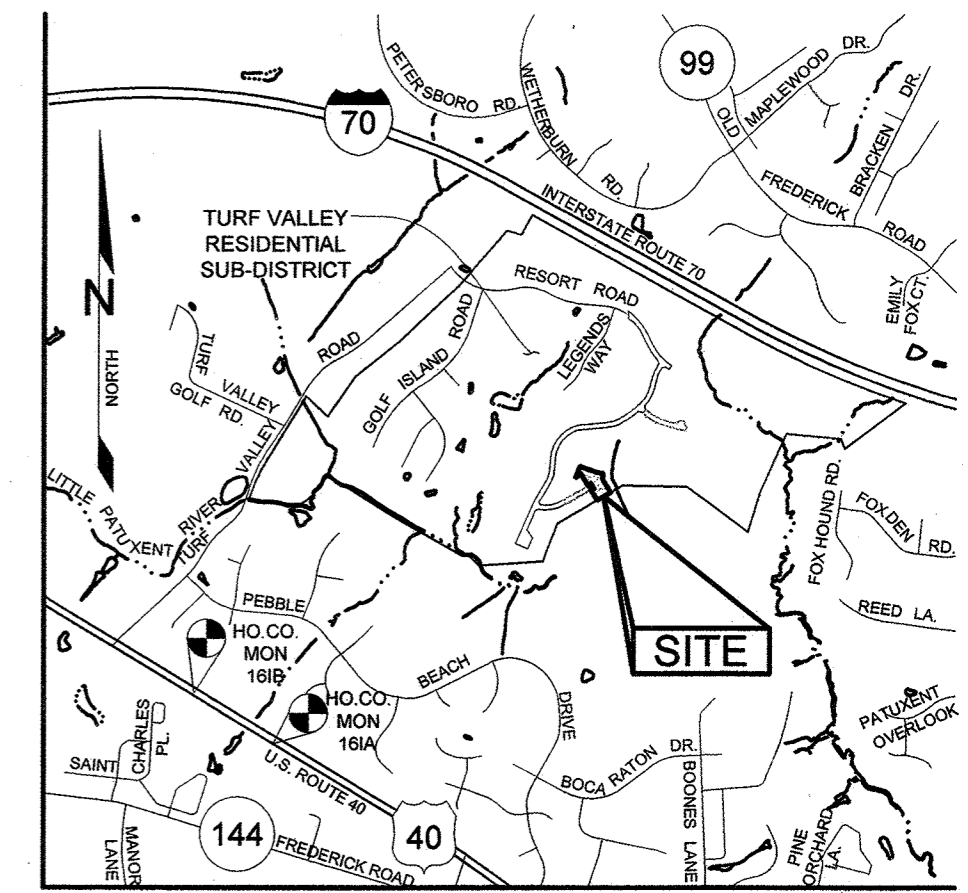 PETERSBORO RD.
WETHERBURN RD.
99
OLD
MAPLEWOOD DR.
BRACKEN DR.
70
INTERSTATE ROUTE 70
FREDERICK ROAD
EMILY
FOX CT.
TURF VALLEY
RESIDENTIAL
SUB-DISTRICT
N
NORTH
RESORT ROAD
ROAD
GOLF ISLAND ROAD
LEGENDS
WAY
TURF VALLEY
GOLF RD.
VALLEY
TURF
LITTLE PATUXENT RIVER
FOX HOUND RD.
FOX DEN RD.
REED LA.
SITE
PEBBLE BEACH DRIVE
HO.CO.
MON
16IB
HO.CO.
MON
16IA
PATUXENT
OVERLOOK
SAINT CHARLES
PL.
U.S. ROUTE 40
BOCA RATON DR.
BOONES LANE
PINE
ORCHARD
LA.
MANOR
LANE
144
FREDERICK ROAD
40